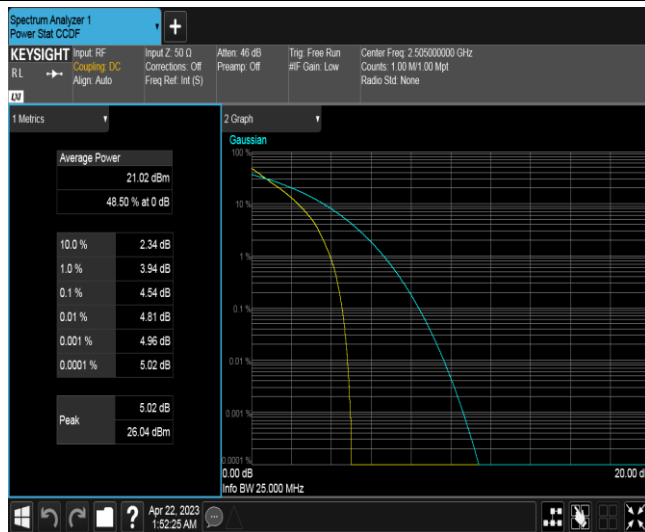 Spectrum Analyzer 1
Power Stat CCDF
+
KEYSIGHT
RL
LXI
Input: RF
Coupling: DC
Align: Auto
Input Z: 50 Ω
Corrections: Off
Freq Ref: Int (S)
Atten: 46 dB
Preamp: Off
Trig: Free Run
#IF Gain: Low
Center Freq: 2.505000000 GHz
Counts: 1.00 M/1.00 Mpt
Radio Std: None
1 Metrics
Average Power
21.02 dBm
48.50 % at 0 dB
10.0 % 2.34 dB
1.0 % 3.94 dB
0.1 % 4.54 dB
0.01 % 4.81 dB
0.001 % 4.96 dB
0.0001 % 5.02 dB
Peak
5.02 dB
26.04 dBm
2 Graph
Gaussian
100 %
10 %
1 %
0.1 %
0.01 %
0.001 %
0.0001 %
0.00 dB
20.00 d
Info BW 25.000 MHz
?
Apr 22, 2023
1:52:25 AM